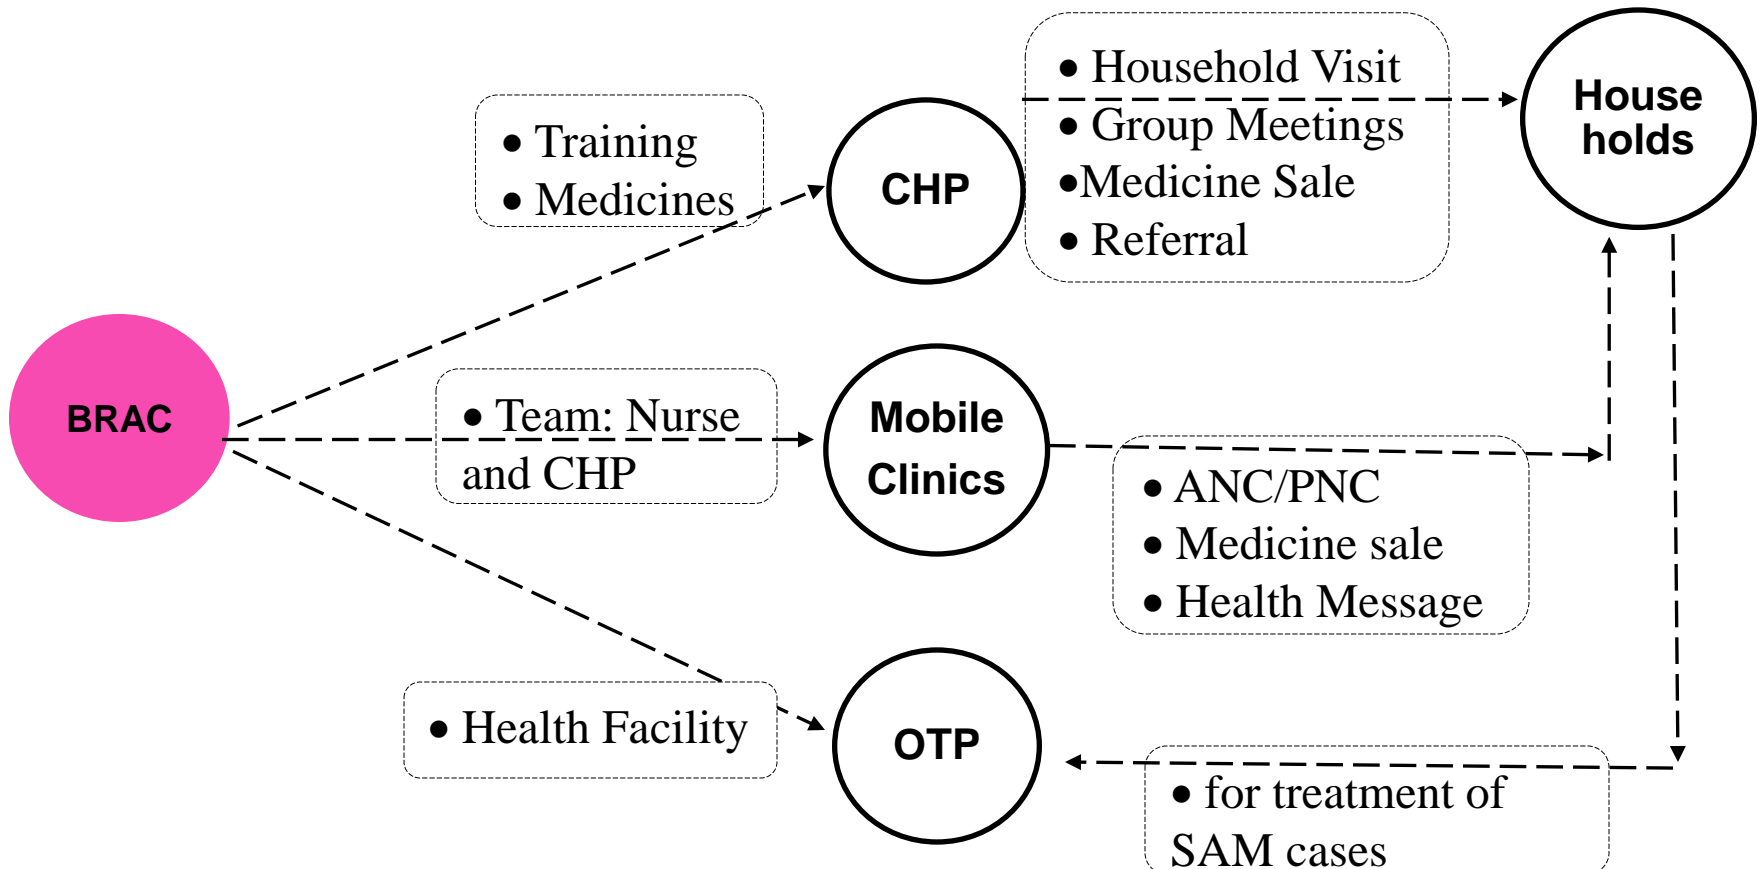 • Household Visit
• Group Meetings
•Medicine Sale
• Referral
House
holds
• Training
• Medicines
CHP
BRAC
• Team: Nurse
and CHP
Mobile
Clinics
• ANC/PNC
• Medicine sale
• Health Message
• Health Facility
OTP
• for treatment of
SAM cases